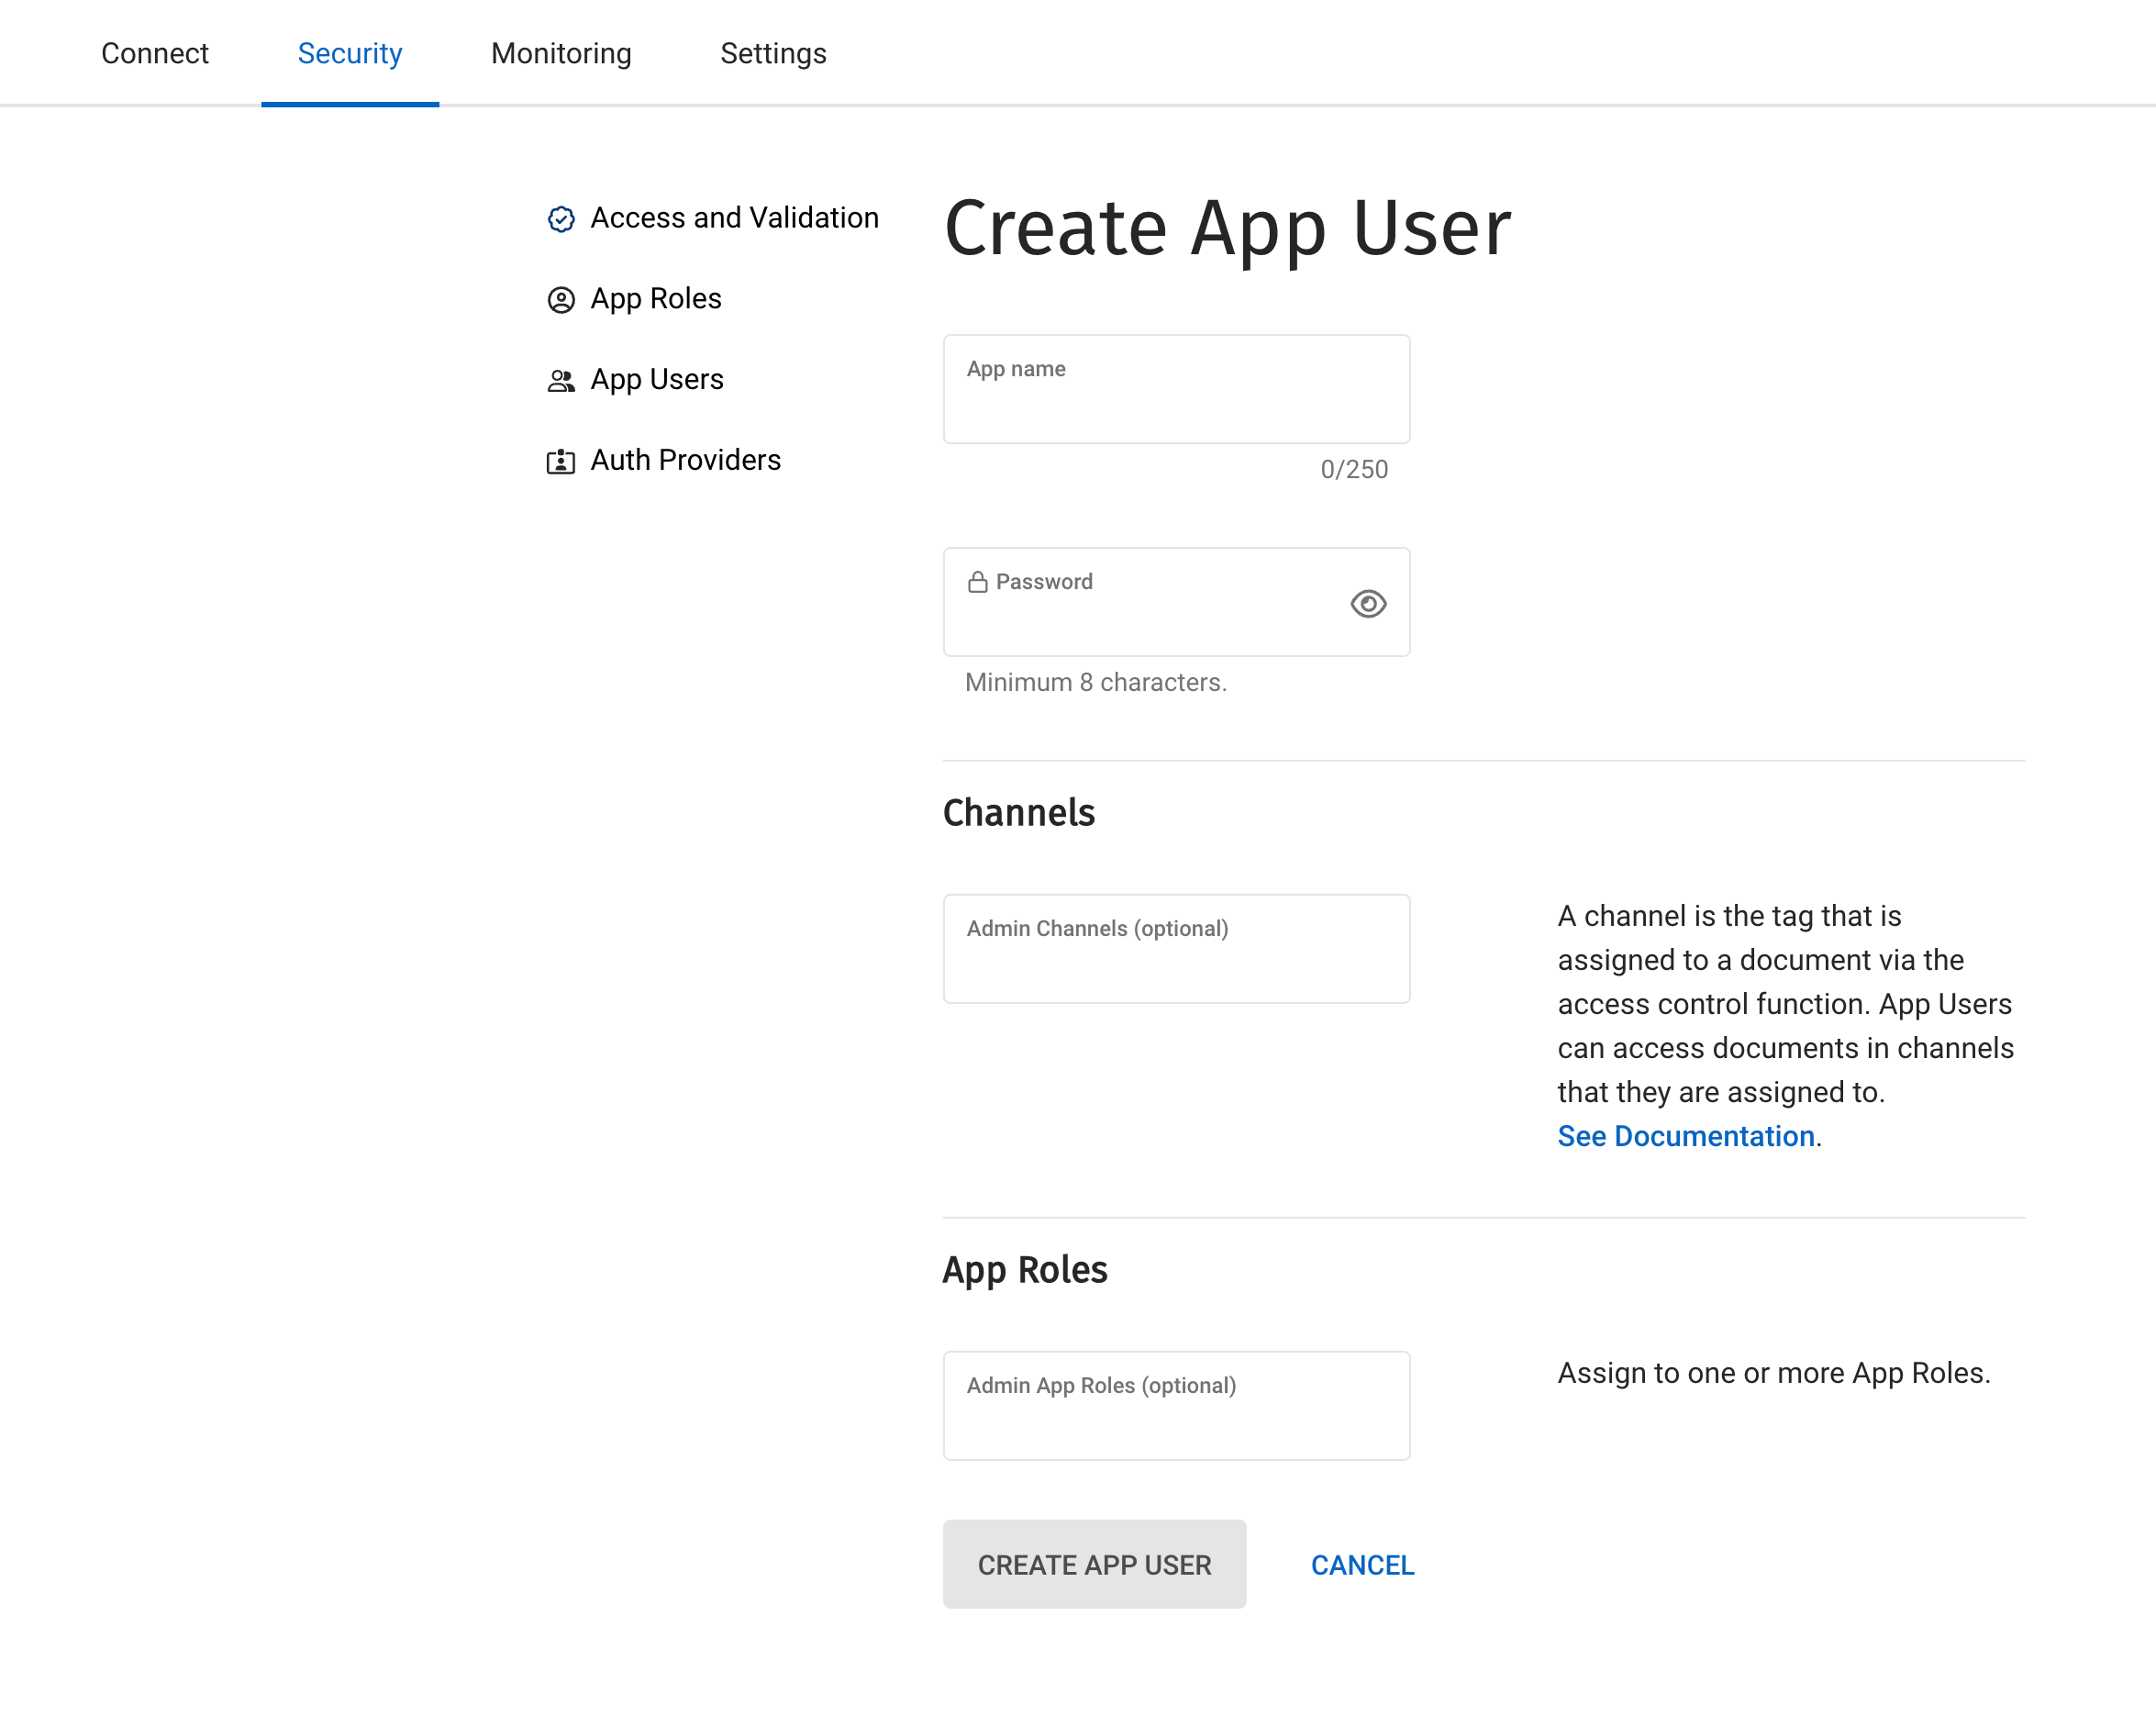 Connect Security Monitoring Settings
Access and Validation
App Roles
App Users
Auth Providers
Create App User
App name
0/250
Password
Minimum 8 characters.
Channels
Admin Channels (optional)
A channel is the tag that is
assigned to a document via the
access control function. App Users
can access documents in channels
that they are assigned to.
See Documentation.
App Roles
Admin App Roles (optional)
Assign to one or more App Roles.
CREATE APP USER CANCEL